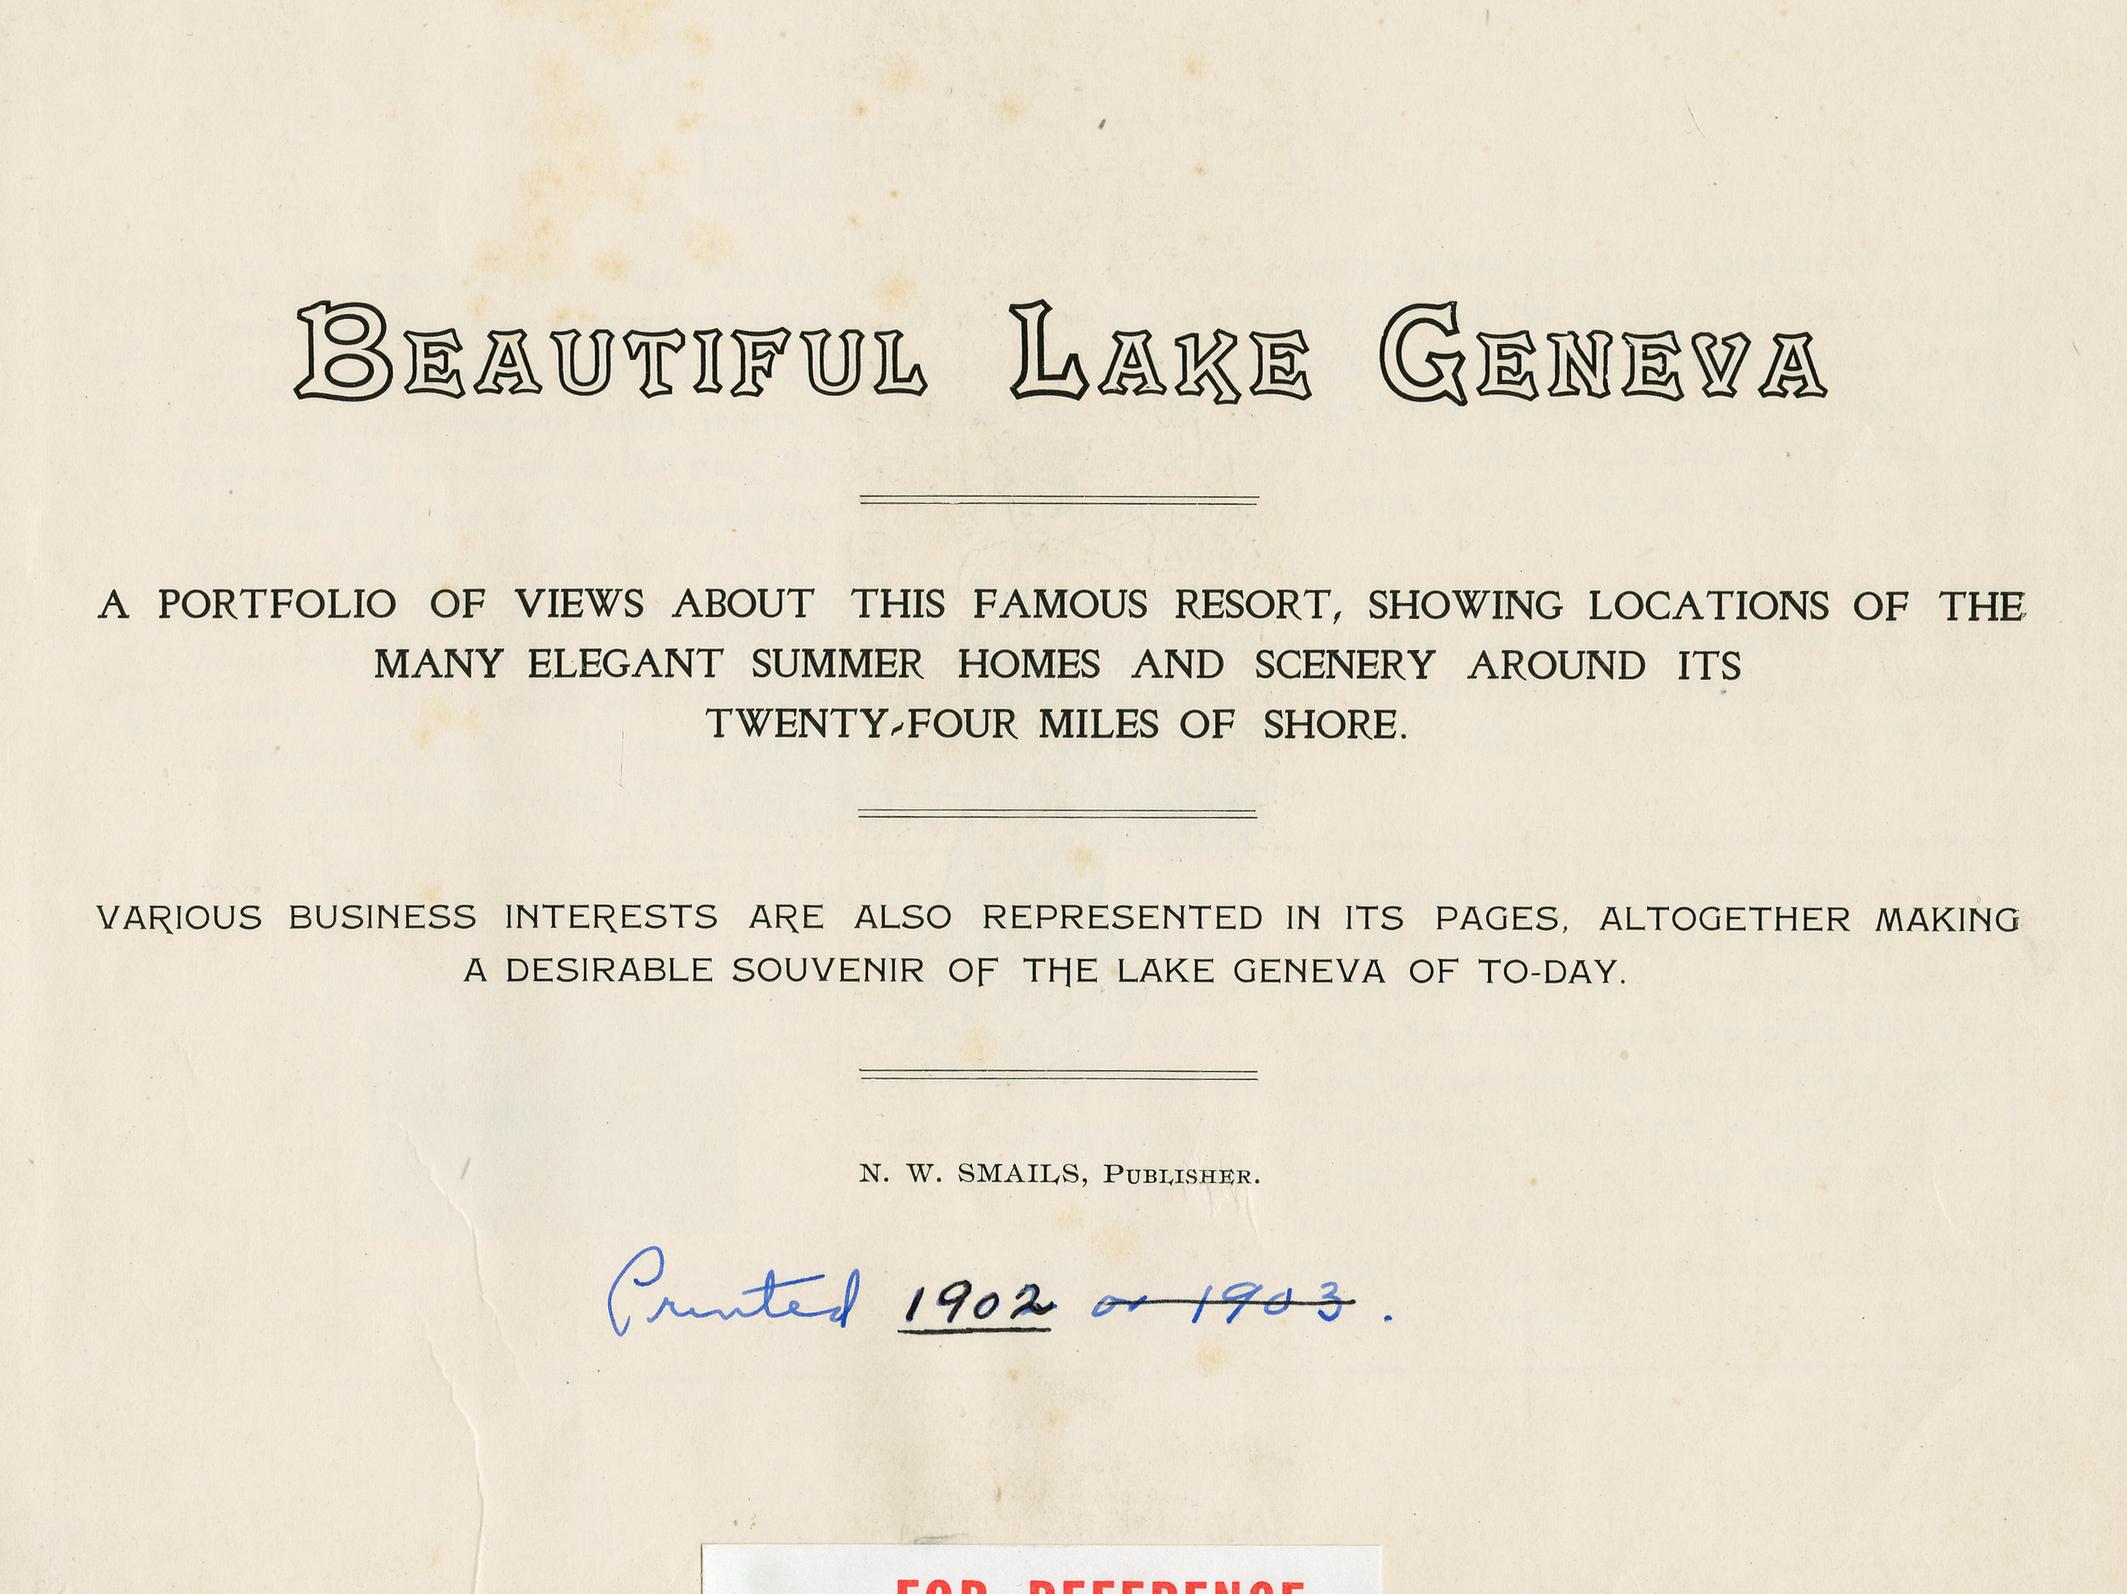 BEAUTIFUL LAKE GENEVA
A PORTFOLIO OF VIEWS ABOUT THIS FAMOUS RESORT, SHOWING LOCATIONS OF THE
MANY ELEGANT SUMMER HOMES AND SCENERY AROUND ITS
TWENTY-FOUR MILES OF SHORE.
VARIOUS BUSINESS INTERESTS ARE ALSO REPRESENTED IN ITS PAGES, ALTOGETHER MAKING
A DESIRABLE SOUVENIR OF THE LAKE GENEVA OF TO-DAY.
N. W. SMAILS, PUBLISHER.
Printed 1902 or 1903.
FOR REFERENCE